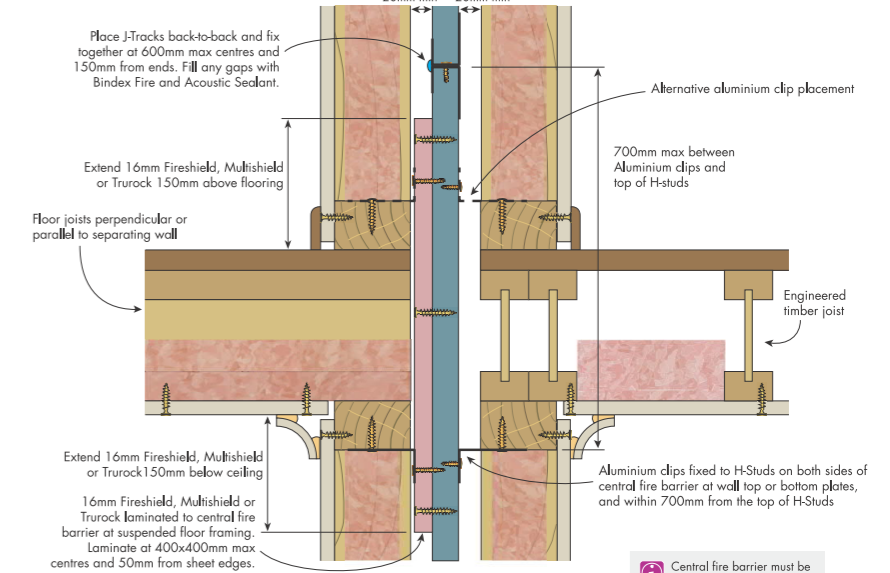 Place J-Tracks back-to-back and fix
together at 600mm max centres and
150mm from ends. Fill any gaps with
Bindex Fire and Acoustic Sealant.
Alternative aluminium clip placement
700mm max between
Aluminium clips and
top of H-studs
Extend 16mm Fireshield, Multishield
or Trurock 150mm above flooring
Floor joists perpendicular or
parallel to separating wall
Engineered
timber joist
Extend 16mm Fireshield, Multishield
or Trurock150mm below ceiling
Aluminium clips fixed to H-Studs on both sides of
central fire barrier at wall top or bottom plates,
and within 700mm from the top of H-Studs
16mm Fireshield, Multishield or
Trurock laminated to central fire
barrier at suspended floor framing.
Laminate at 400x400mm max
centres and 50mm from sheet edges.
Central fire barrier must be